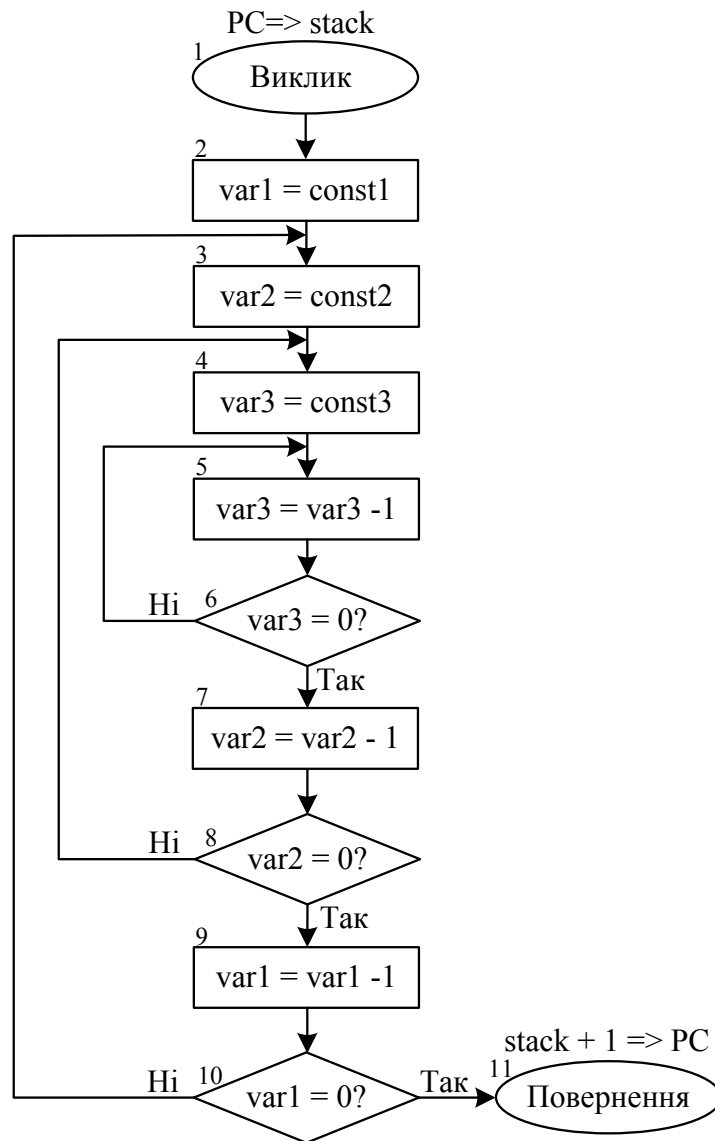 PC=> stack
1
Виклик
2
var1 = const1
3
var2 = const2
4
var3 = const3
5
var3 = var3 -1
Ні
6
var3 = 0?
Так
7
var2 = var2 - 1
Ні
8
var2 = 0?
Так
9
var1 = var1 -1
Ні
10
var1 = 0?
Так
stack + 1 => PC
11
Повернення